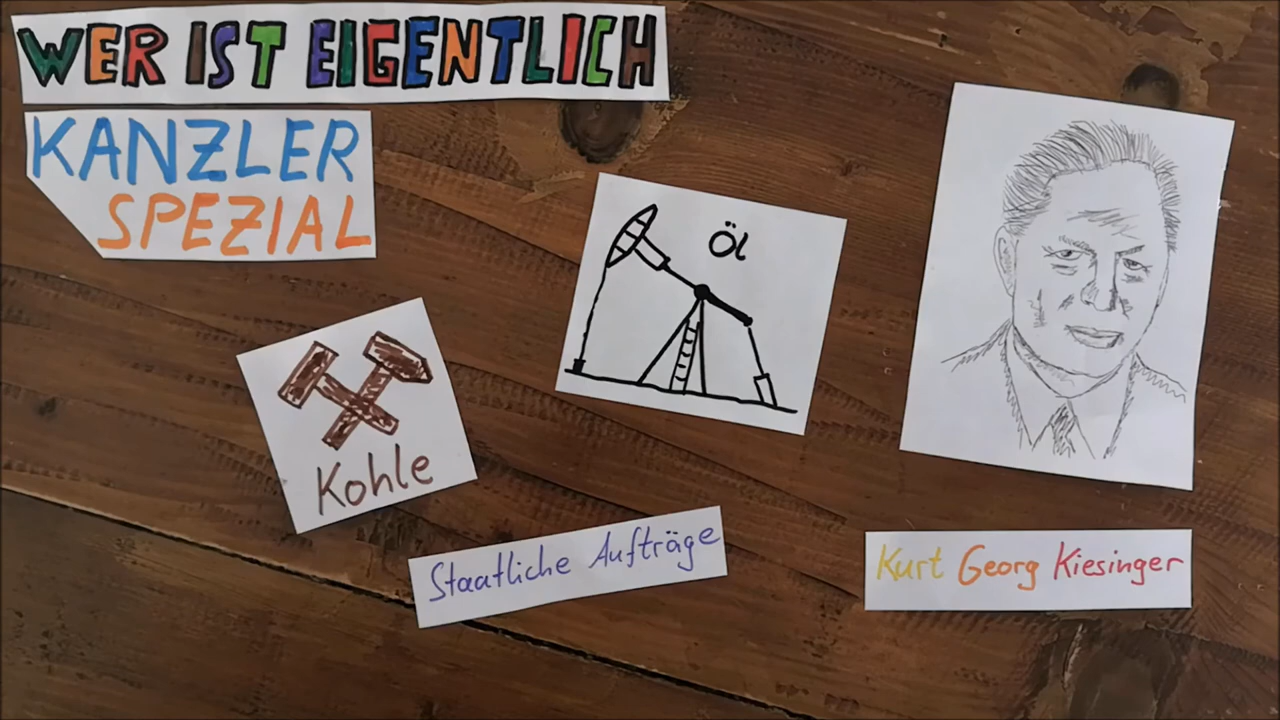 WER IST EIGENTLICH
KANZLER
SPEZIAL
Öl
Kohle
Staatliche Aufträge
Kurt Georg Kiesinger